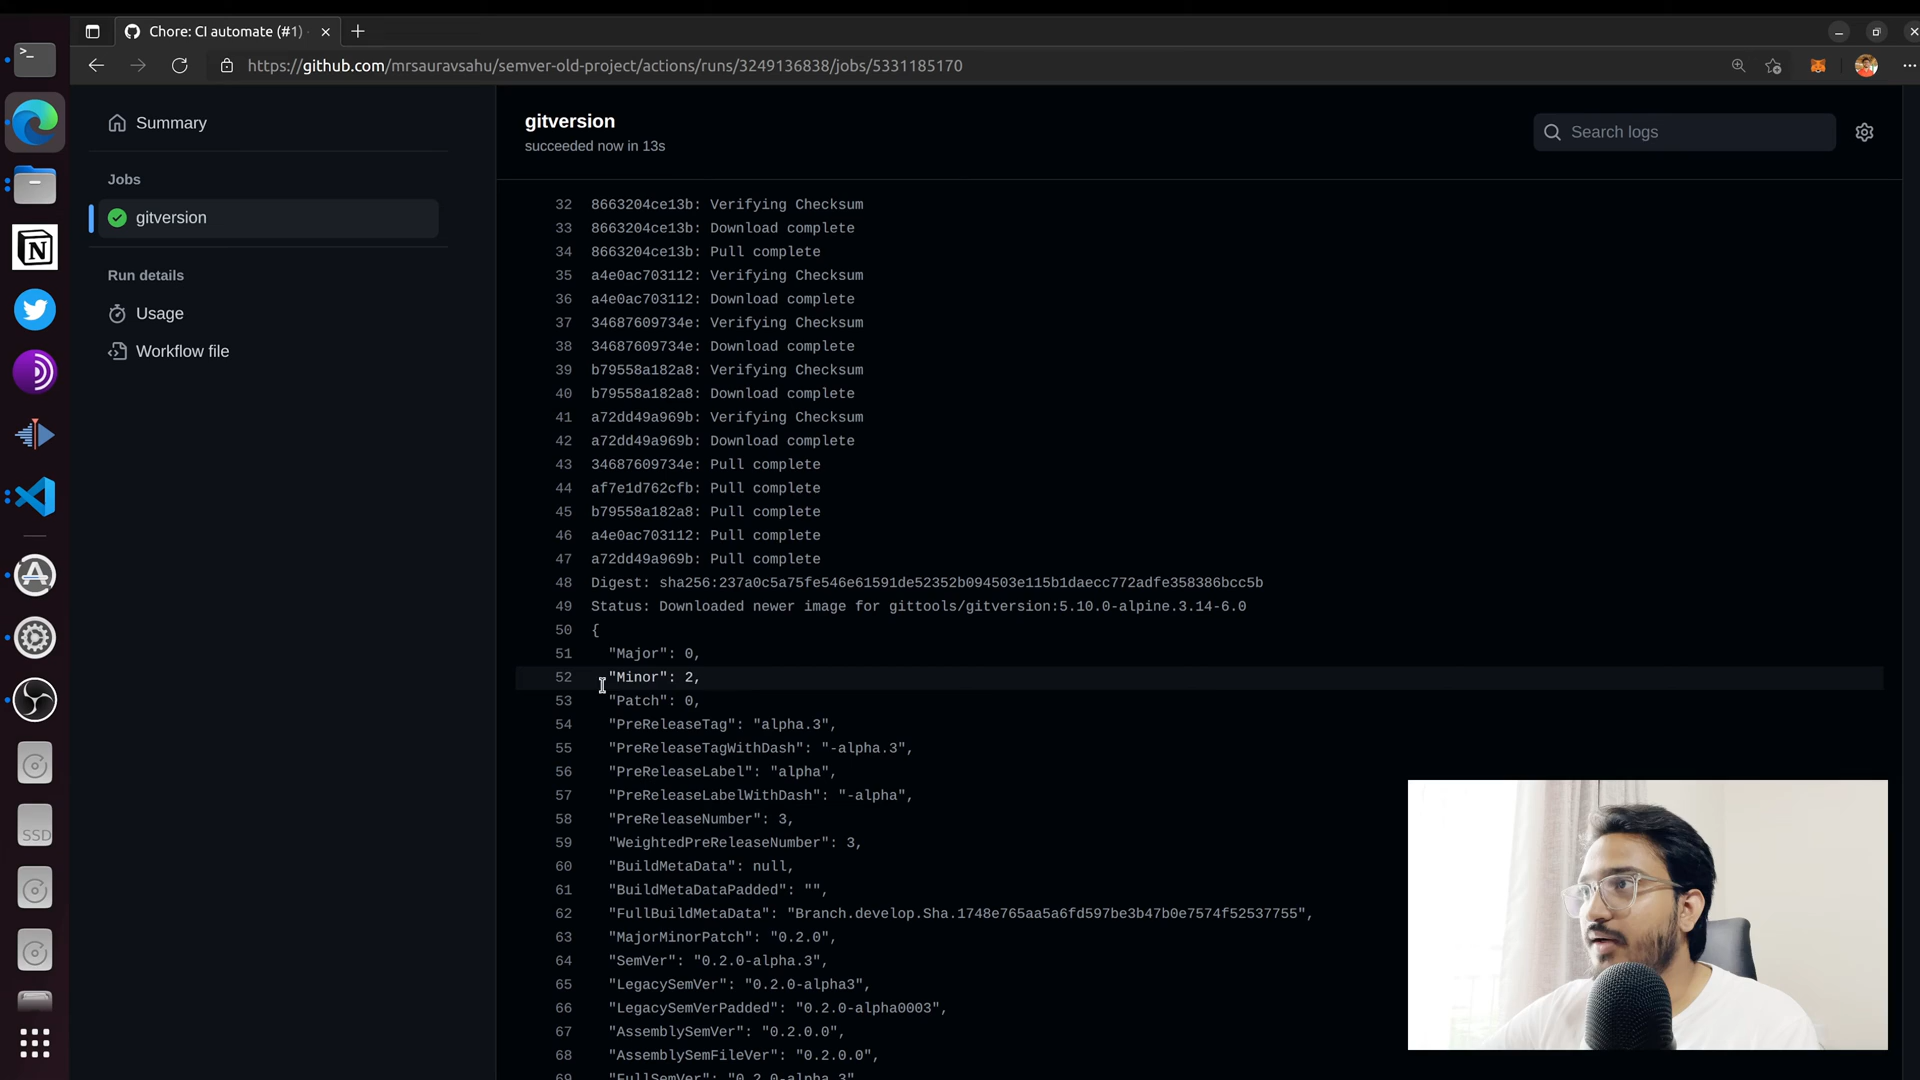 Chore: CI automate (#1)
https://github.com/mrsauravsahu/semver-old-project/actions/runs/3249136838/jobs/5331185170
Summary
Jobs
gitversion
Run details
Usage
Workflow file
gitversion
succeeded now in 13s
Search logs
32 8663204ce13b: Verifying Checksum
33 8663204ce13b: Download complete
34 8663204ce13b: Pull complete
35 a4e0ac703112: Verifying Checksum
36 a4e0ac703112: Download complete
37 34687609734e: Verifying Checksum
38 34687609734e: Download complete
39 b79558a182a8: Verifying Checksum
40 b79558a182a8: Download complete
41 a72dd49a969b: Verifying Checksum
42 a72dd49a969b: Download complete
43 34687609734e: Pull complete
44 af7e1d762cfb: Pull complete
45 b79558a182a8: Pull complete
46 a4e0ac703112: Pull complete
47 a72dd49a969b: Pull complete
48 Digest: sha256:237a0c5a75fe546e61591de52352b094503e115b1daecc772adfe358386bcc5b
49 Status: Downloaded newer image for gittools/gitversion:5.10.0-alpine.3.14-6.0
50 {
51 "Major": 0,
52 "Minor": 2,
53 "Patch": 0,
54 "PreReleaseTag": "alpha.3",
55 "PreReleaseTagWithDash": "-alpha.3",
56 "PreReleaseLabel": "alpha",
57 "PreReleaseLabelWithDash": "-alpha",
58 "PreReleaseNumber": 3,
59 "WeightedPreReleaseNumber": 3,
60 "BuildMetaData": null,
61 "BuildMetaDataPadded": "",
62 "FullBuildMetaData": "Branch.develop.Sha.1748e765aa5a6fd597be3b47b0e7574f52537755",
63 "MajorMinorPatch": "0.2.0",
64 "SemVer": "0.2.0-alpha.3",
65 "LegacySemVer": "0.2.0-alpha3",
66 "LegacySemVerPadded": "0.2.0-alpha0003",
67 "AssemblySemVer": "0.2.0.0",
68 "AssemblySemFileVer": "0.2.0.0",
69 "FullSemVer": "0.2.0-alpha.3",
SSD